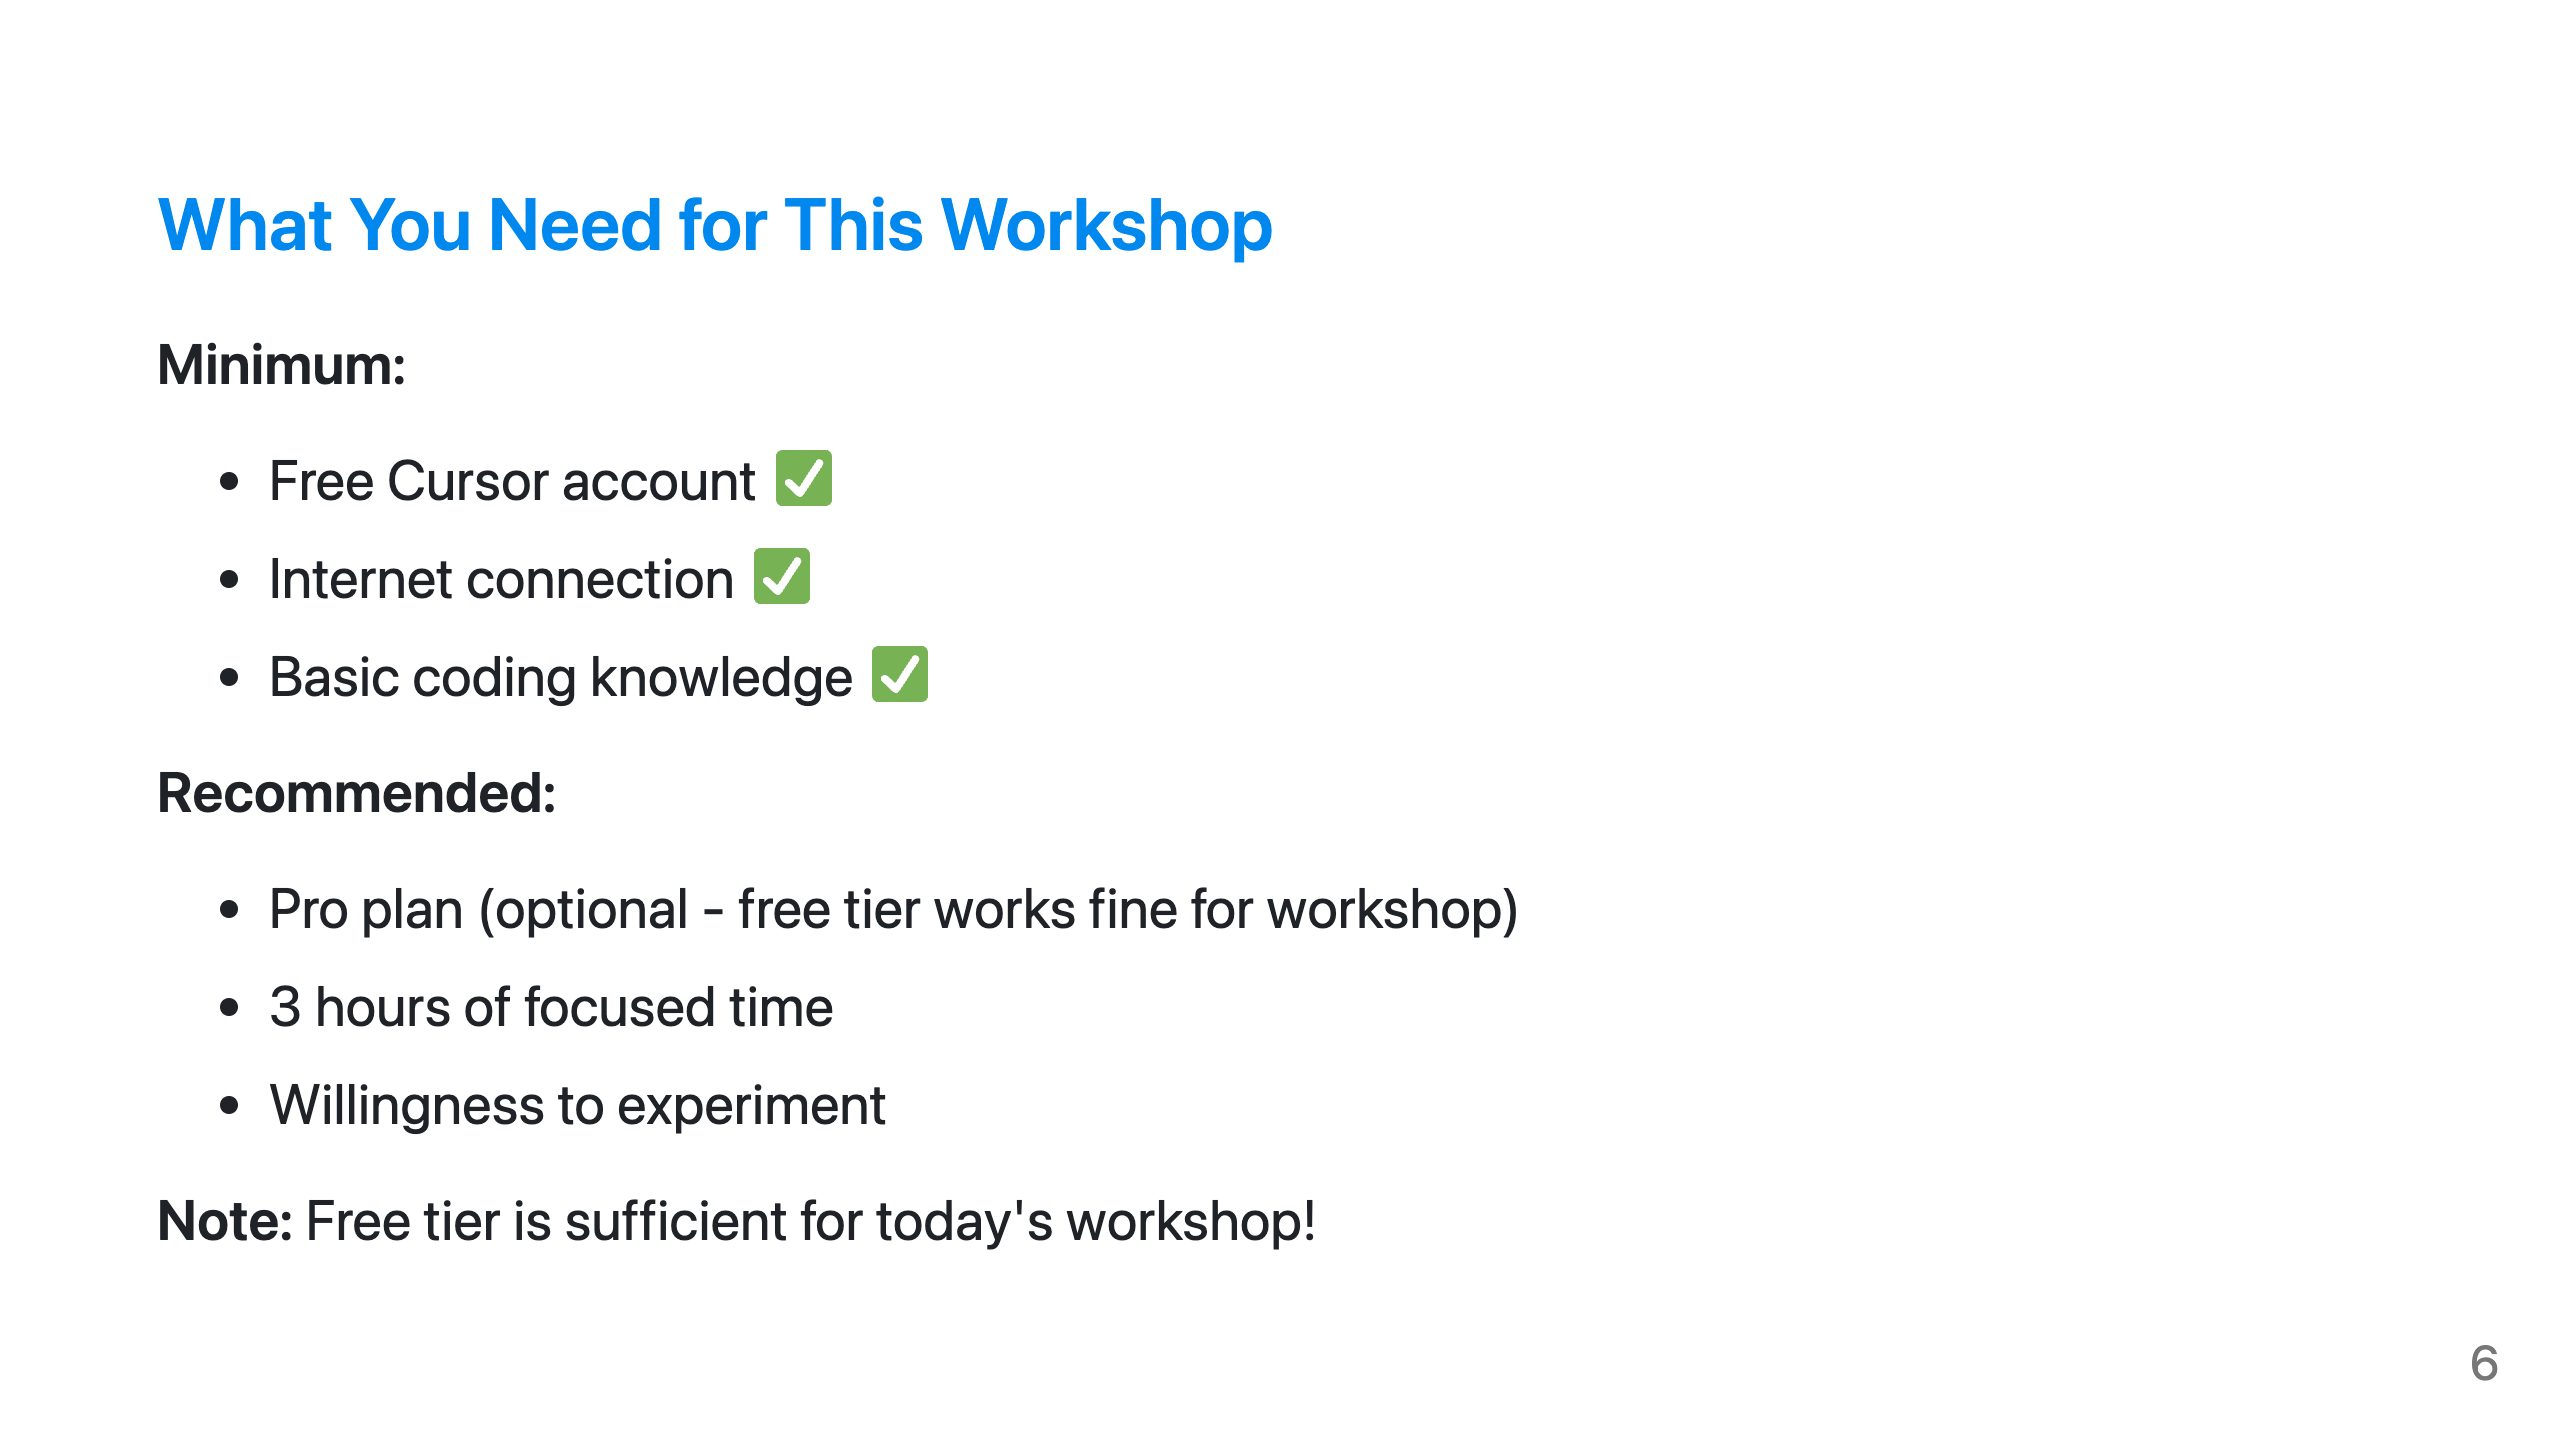 What You Need for This Workshop
Minimum:
• Free Cursor account ✅
• Internet connection ✅
• Basic coding knowledge ✅
Recommended:
• Pro plan (optional - free tier works fine for workshop)
• 3 hours of focused time
• Willingness to experiment
Note: Free tier is sufficient for today's workshop!
6